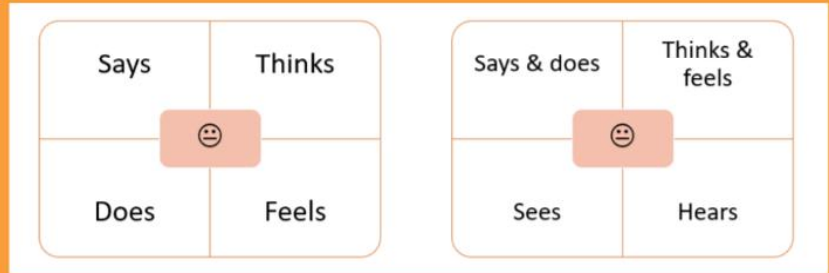 Says
Thinks
Does
Feels
Says & does
Thinks &
feels
Sees
Hears